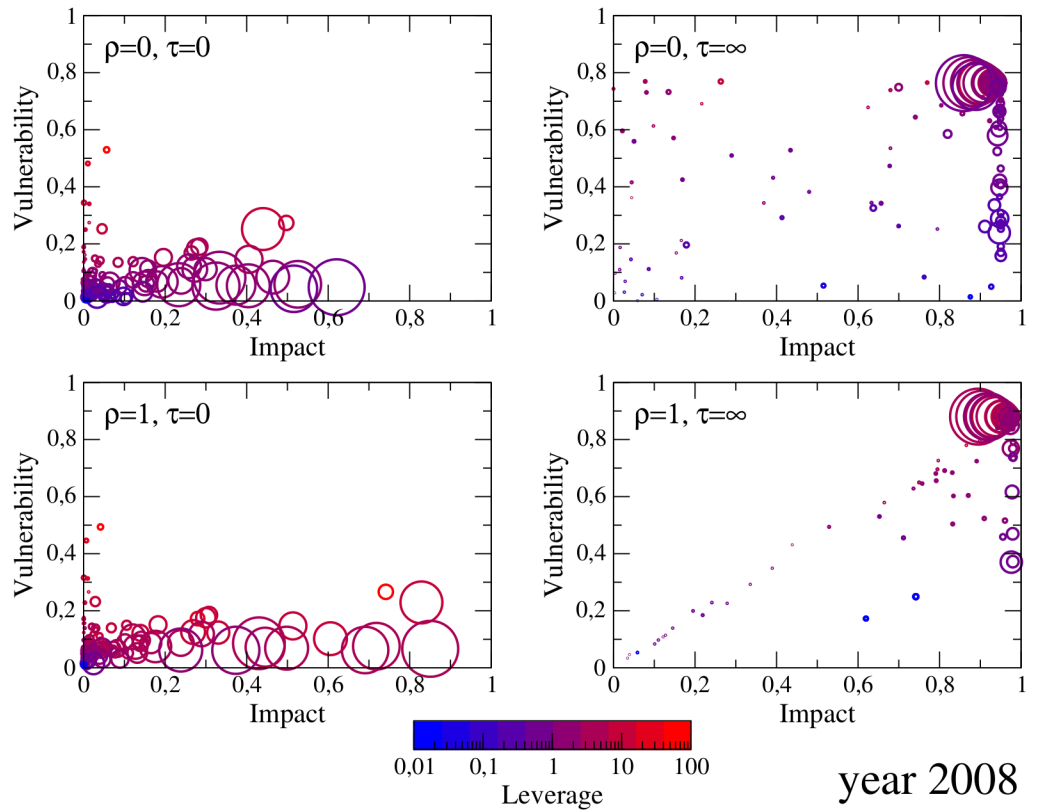 1
0,8
0,6
0,4
0,2
0
Vulnerability
ρ=0, τ=0
0 0,2 0,4 0,6 0,8 1
Impact
1
0,8
0,6
0,4
0,2
0
Vulnerability
ρ=0, τ=∞
0 0,2 0,4 0,6 0,8 1
Impact
1
0,8
0,6
0,4
0,2
0
Vulnerability
ρ=1, τ=0
0 0,2 0,4 0,6 0,8 1
Impact
1
0,8
0,6
0,4
0,2
0
Vulnerability
ρ=1, τ=∞
0 0,2 0,4 0,6 0,8 1
Impact
0,01 0,1 1 10 100
Leverage
year 2008